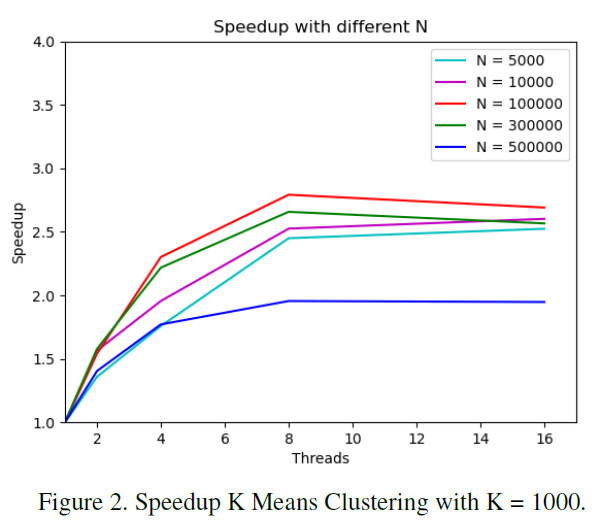 Speedup with different N
4.0
3.5
3.0
2.5
2.0
1.5
1.0
Speedup
N = 5000
N = 10000
N = 100000
N = 300000
N = 500000
2 4 6 8 10 12 14 16
Threads
Figure 2. Speedup K Means Clustering with K = 1000.